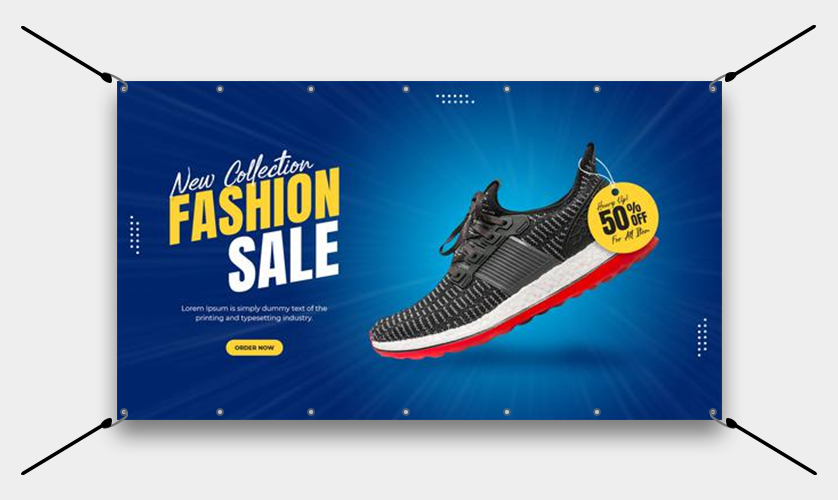 New Collection
FASHION
SALE
Lorem Ipsum is simply dummy text of the
printing and typesetting industry.
ORDER NOW
Hurry Up!
50% OFF
For All Item